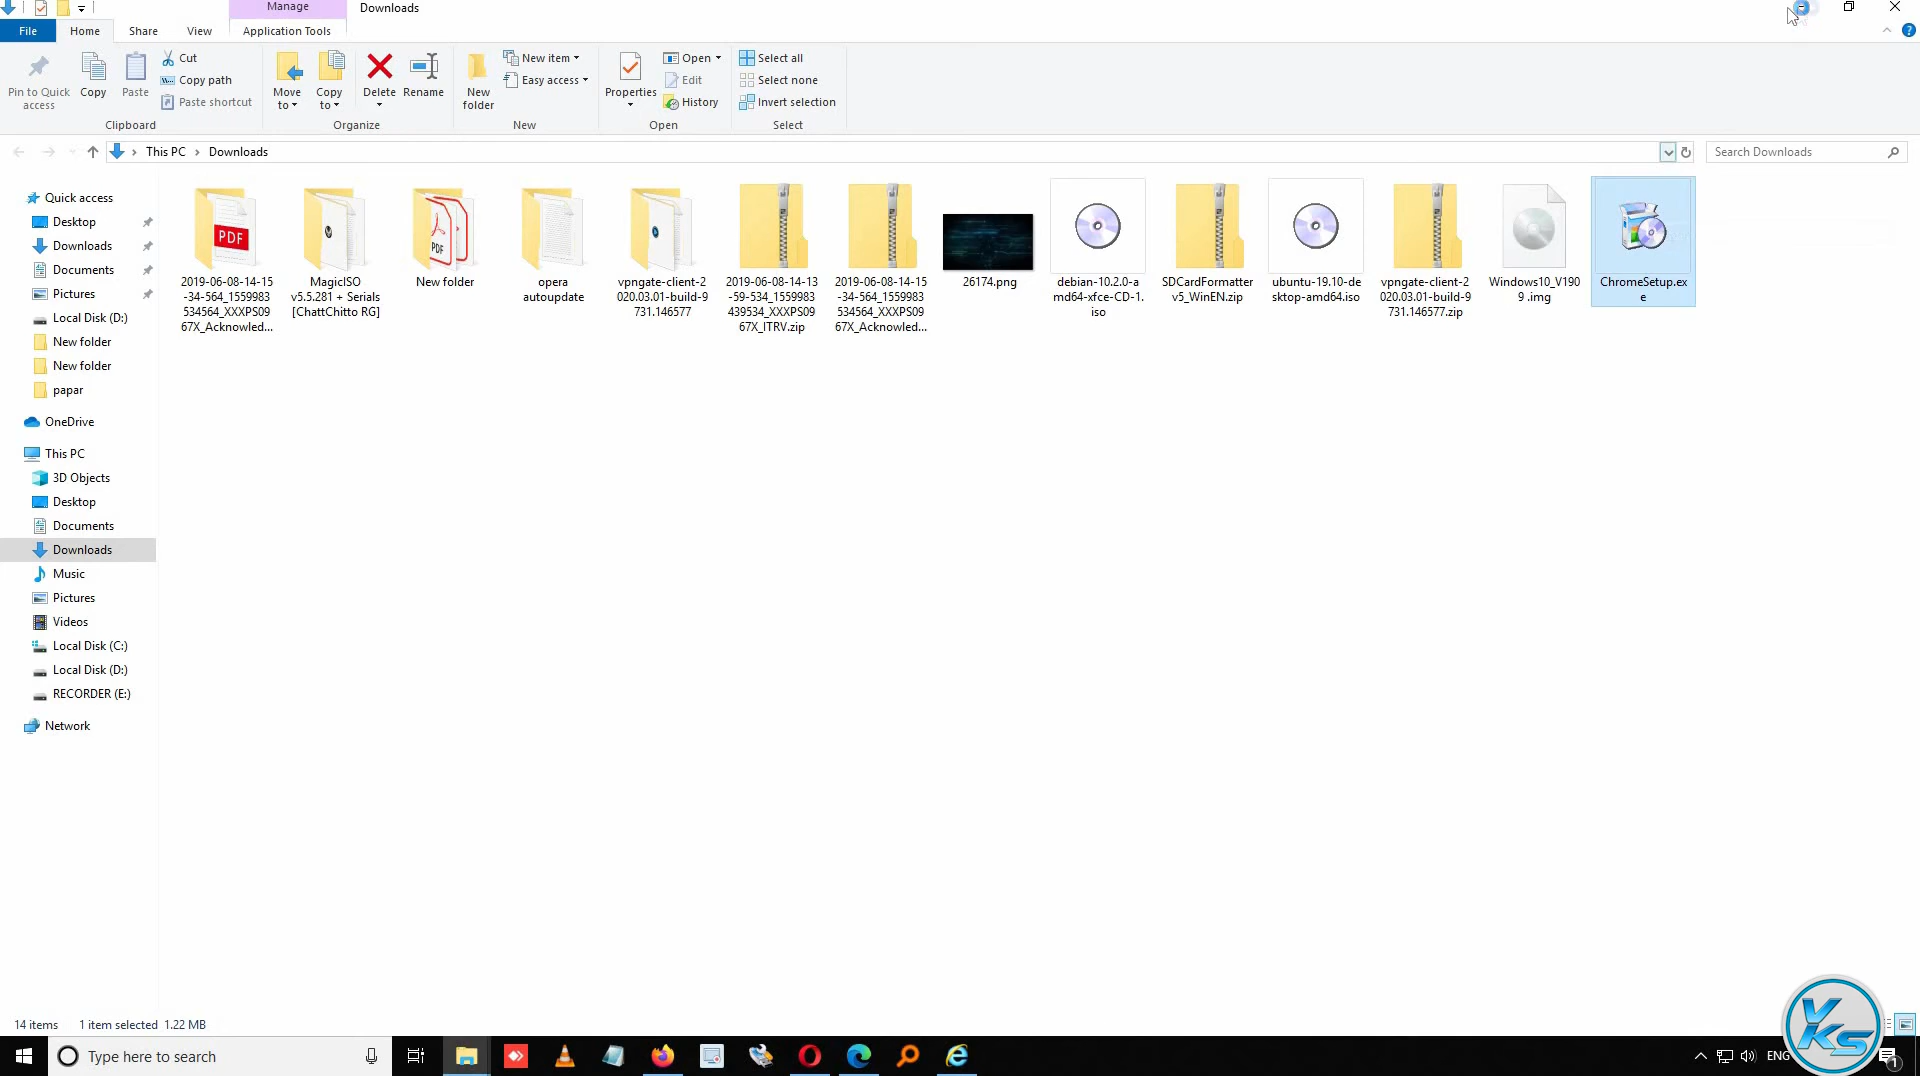 Manage
Downloads
File
Home
Share
View
Application Tools
Pin to Quick
access
Copy
Paste
Cut
Copy path
Paste shortcut
Clipboard
Move
to
Copy
to
Delete
Rename
Organize
New
folder
New item
Easy access
New
Properties
Open
Edit
History
Open
Select all
Select none
Invert selection
Select
This PC
Downloads
Search Downloads
Quick access
Desktop
Downloads
Documents
Pictures
Local Disk (D:)
New folder
New folder
papar
OneDrive
This PC
3D Objects
Desktop
Documents
Downloads
Music
Pictures
Videos
Local Disk (C:)
Local Disk (D:)
RECORDER (E:)
Network
PDF
2019-06-08-14-15
-34-564_1559983
534564_XXXPS09
67X_Acknowled...
MagicISO
v5.5.281 + Serials
[ChattChitto RG]
PDF
New folder
opera
autoupdate
vpngate-client-2
020.03.01-build-9
731.146577
2019-06-08-14-13
-59-534_1559983
439534_XXXPS09
67X_ITRV.zip
2019-06-08-14-15
-34-564_1559983
534564_XXXPS09
67X_Acknowled...
26174.png
debian-10.2.0-a
md64-xfce-CD-1.
iso
SDCardFormatter
v5_WinEN.zip
ubuntu-19.10-de
sktop-amd64.iso
vpngate-client-2
020.03.01-build-9
731.146577.zip
Windows10_V190
9 .img
ChromeSetup.ex
e
14 items
1 item selected
1.22 MB
Type here to search
ENG
YKS
1